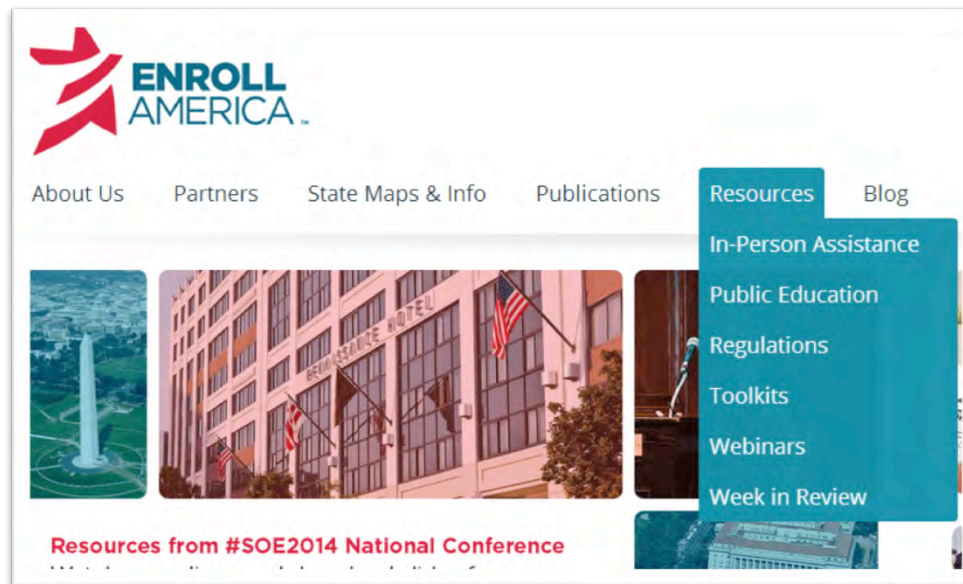 ENROLL
AMERICA ™
About Us Partners State Maps & Info Publications Resources Blog
In-Person Assistance
Public Education
Regulations
Toolkits
Webinars
Week in Review
RENAISSANCE HOTEL
Resources from #SOE2014 National Conference